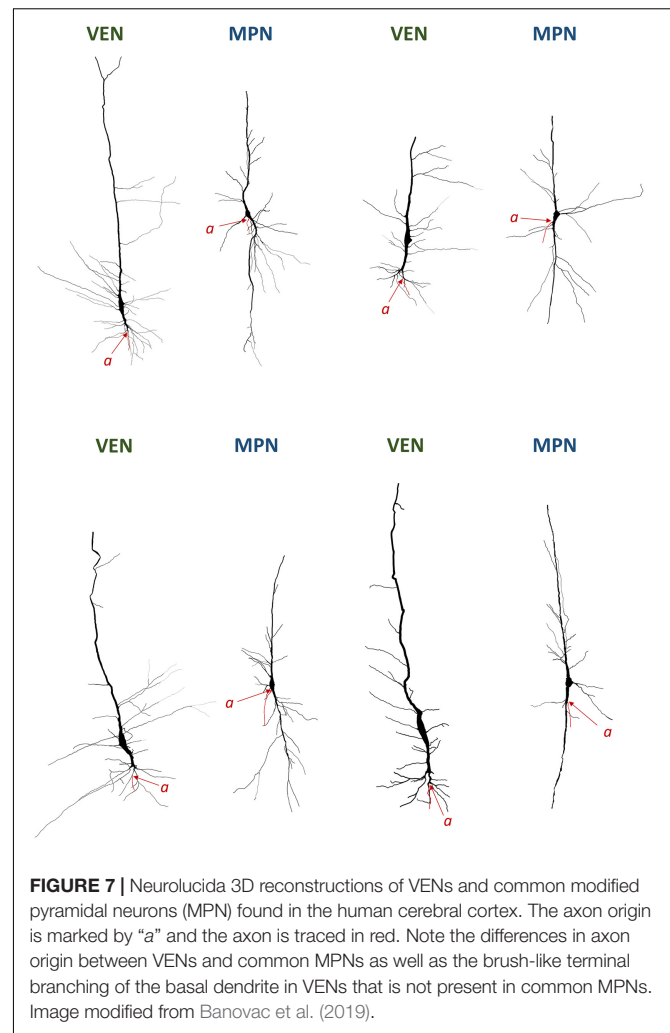 VEN MPN VEN MPN
a
a
a
a
VEN MPN VEN MPN
a
a
a
a
FIGURE 7 | Neurolucida 3D reconstructions of VENs and common modified
pyramidal neurons (MPN) found in the human cerebral cortex. The axon origin
is marked by “a” and the axon is traced in red. Note the differences in axon
origin between VENs and common MPNs as well as the brush-like terminal
branching of the basal dendrite in VENs that is not present in common MPNs.
Image modified from Banovac et al. (2019).